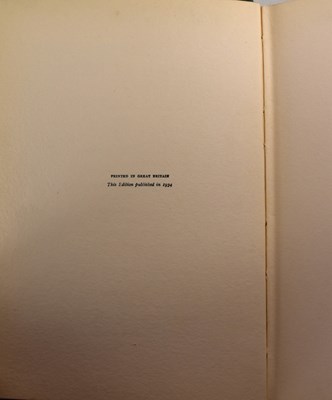 PRINTED IN GREAT BRITAIN
This Edition published in 1934